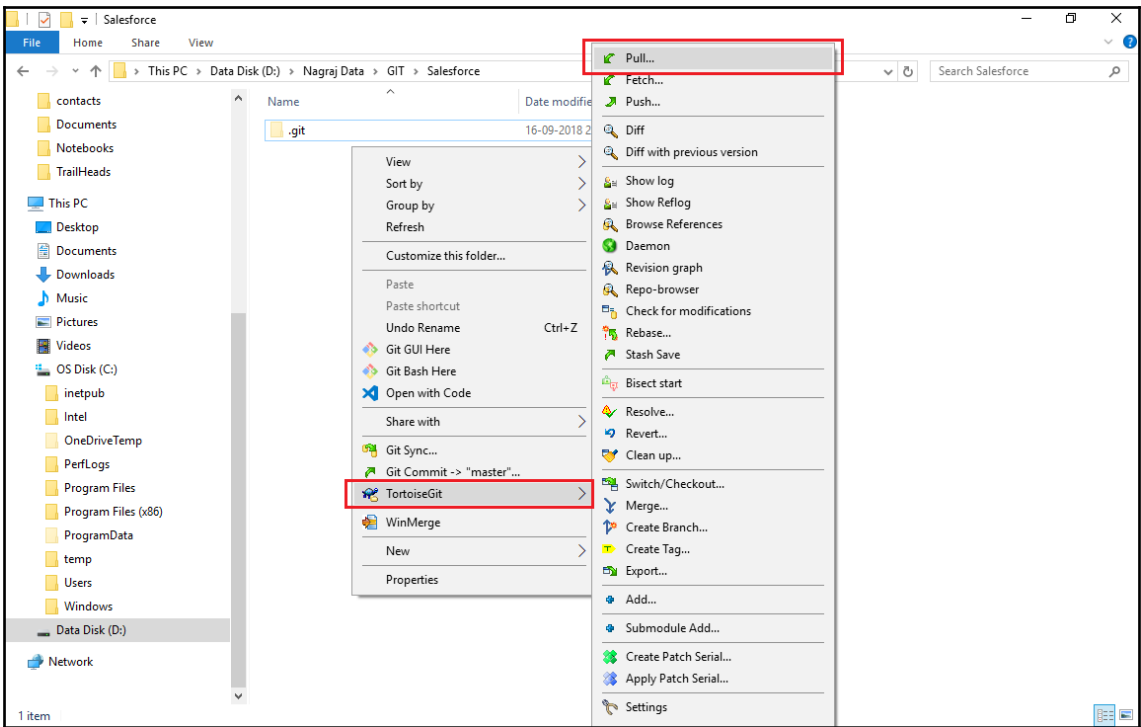 Salesforce
File Home Share View
This PC > Data Disk (D:) > Nagraj Data > GIT > Salesforce
Search Salesforce
contacts
Documents
Notebooks
TrailHeads
This PC
Desktop
Documents
Downloads
Music
Pictures
Videos
OS Disk (C:)
inetpub
Intel
OneDriveTemp
PerfLogs
Program Files
Program Files (x86)
ProgramData
temp
Users
Windows
Data Disk (D:)
Network
1 item
Name Date modifie
.git 16-09-2018 2
View
Sort by
Group by
Refresh
Customize this folder...
Paste
Paste shortcut
Undo Rename Ctrl+Z
Git GUI Here
Git Bash Here
Open with Code
Share with
Git Sync...
Git Commit -> "master"...
TortoiseGit
WinMerge
New
Properties
Pull...
Fetch...
Push...
Diff
Diff with previous version
Show log
Show Reflog
Browse References
Daemon
Revision graph
Repo-browser
Check for modifications
Rebase...
Stash Save
Bisect start
Resolve...
Revert...
Clean up...
Switch/Checkout...
Merge...
Create Branch...
Create Tag...
Export...
Add...
Submodule Add...
Create Patch Serial...
Apply Patch Serial...
Settings